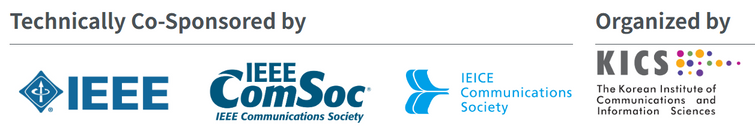 Technically Co-Sponsored by
Organized by
IEEE
IEEE
ComSoc®
IEEE Communications Society
IEICE
Communications
Society
KICS
The Korean Institute of
Communications and
Information Sciences